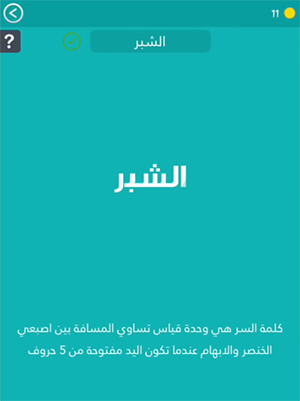 11
?
الشبر
الشبر
كلمة السر هي وحدة قياس تساوي المسافة بين اصبعي
الخنصر والابهام عندما تكون اليد مفتوحة من 5 حروف